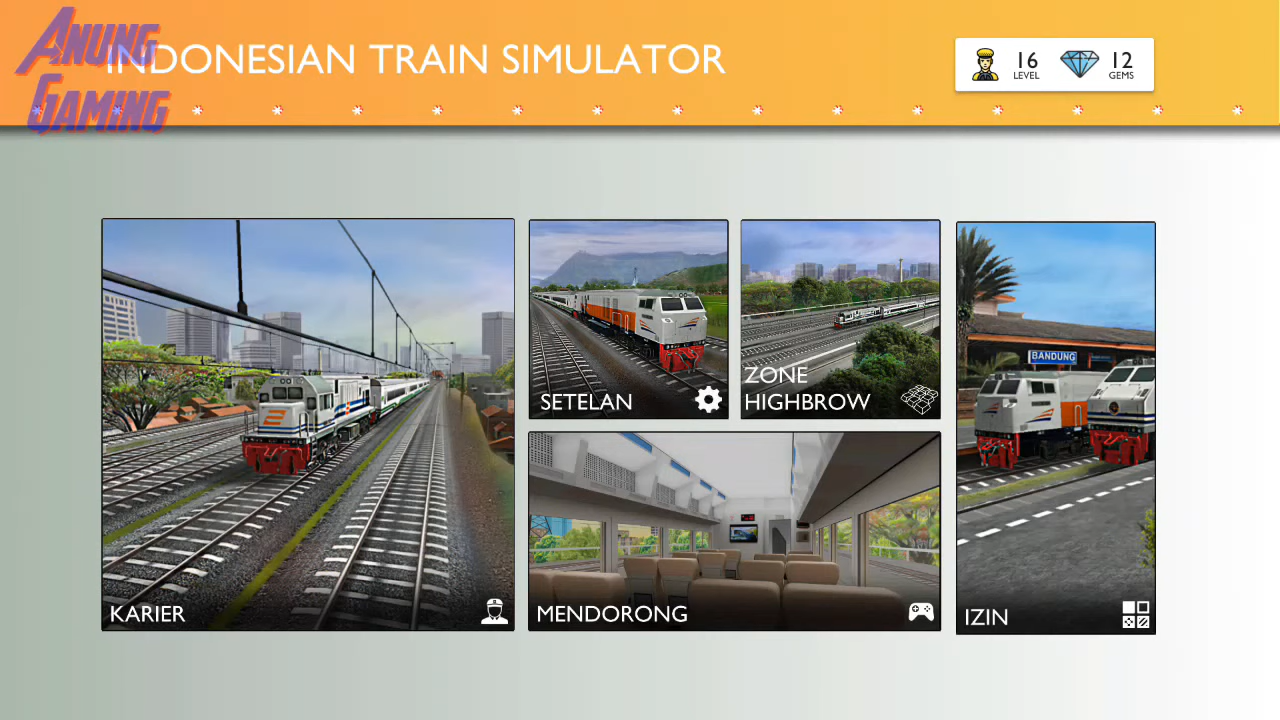 ANUNG
GAMING
INDONESIAN TRAIN SIMULATOR
16
LEVEL
12
GEMS
KARIER
SETELAN
ZONE
HIGHBROW
MENDORONG
BANDUNG
IZIN